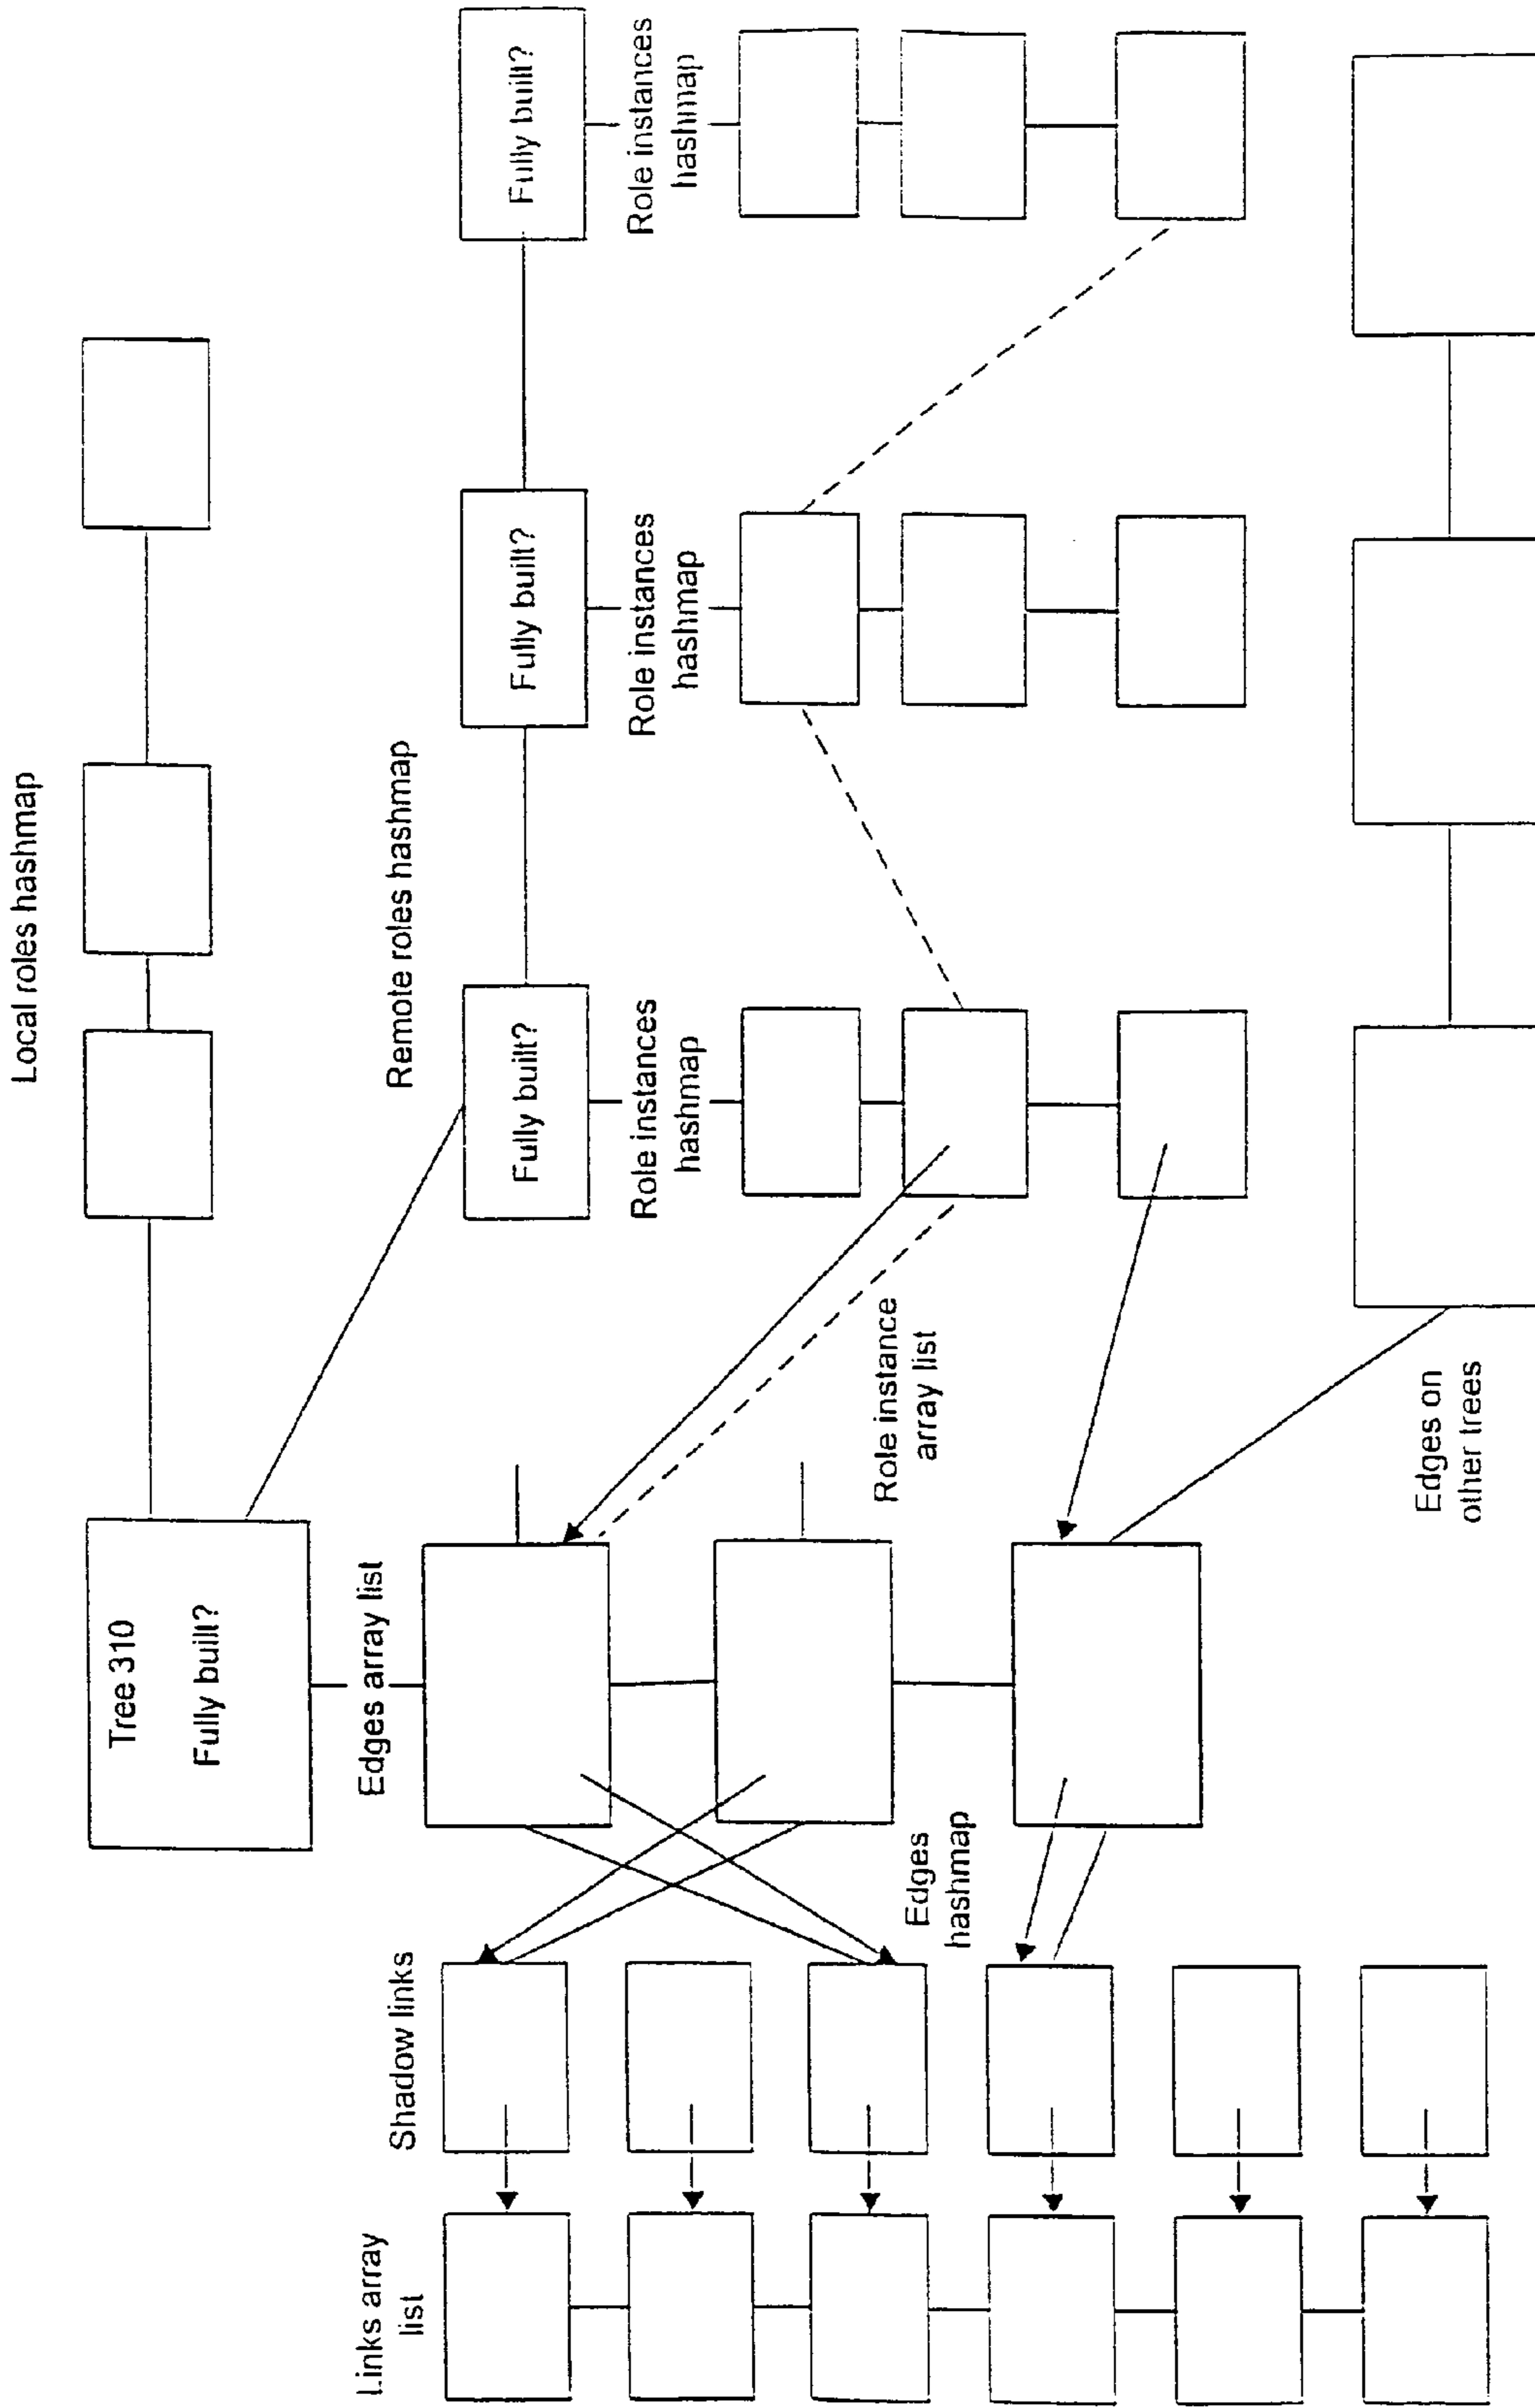 Local roles hashmap
Tree 310
Fully built?
Remote roles hashmap
Links array
list
Shadow links
Edges array list
Fully built?
Fully built?
Fully built?
Role instances
hashmap
Role instances
hashmap
Role instances
hashmap
Role instance
array list
Edges
hashmap
Edges on
other trees